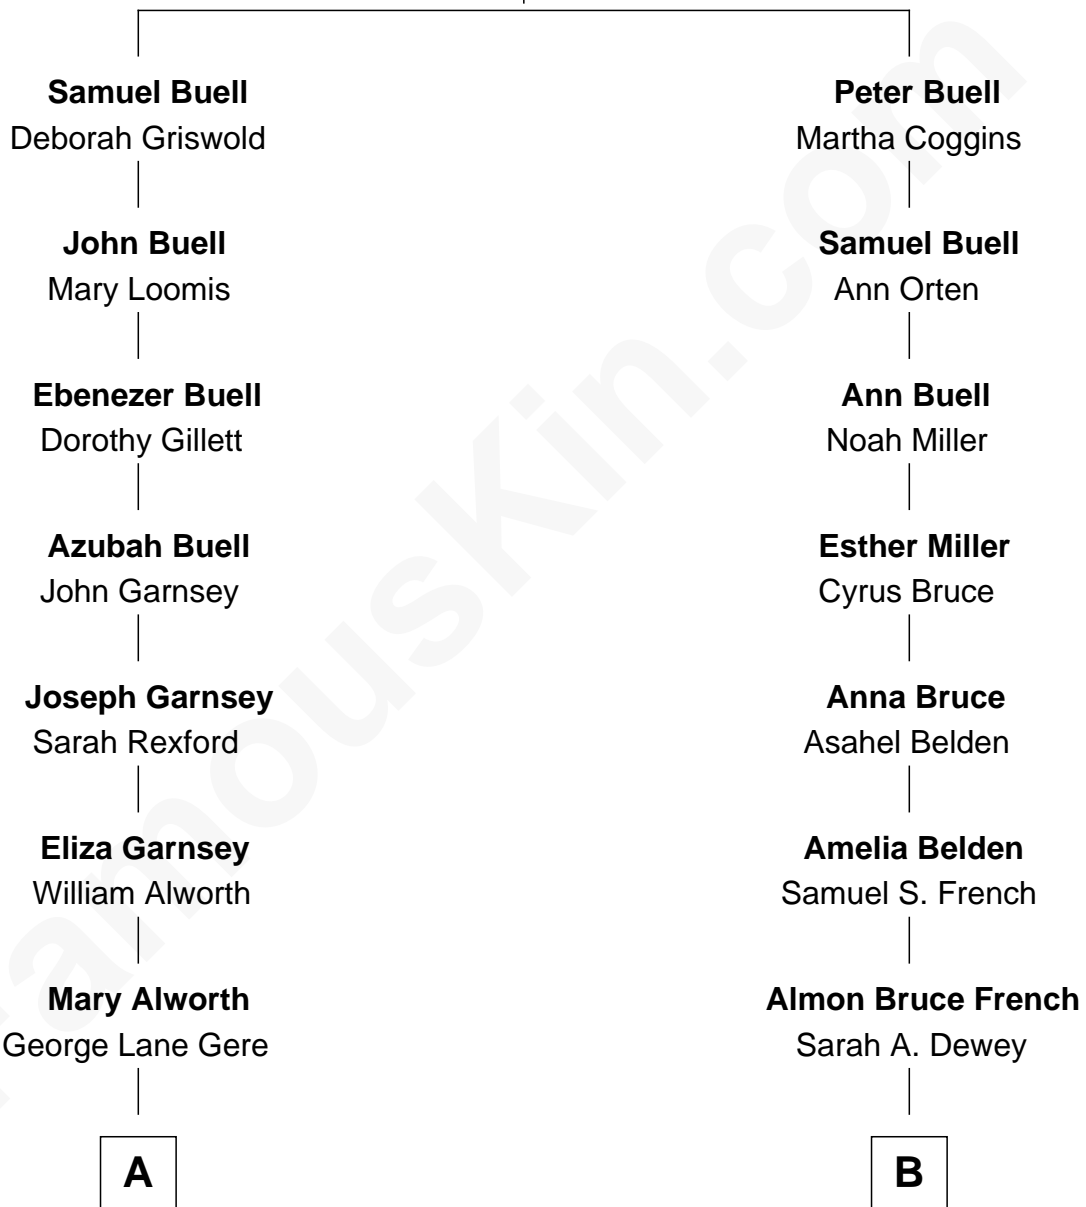 Samuel Buell
Deborah Griswold
Peter Buell
Martha Coggins
John Buell
Mary Loomis
Samuel Buell
Ann Orten
Ebenezer Buell
Dorothy Gillett
Ann Buell
Noah Miller
Azubah Buell
John Garnsey
Esther Miller
Cyrus Bruce
Joseph Garnsey
Sarah Rexford
Anna Bruce
Asahel Belden
Eliza Garnsey
William Alworth
Amelia Belden
Samuel S. French
Mary Alworth
George Lane Gere
Almon Bruce French
Sarah A. Dewey
A
B
FamousKin.com